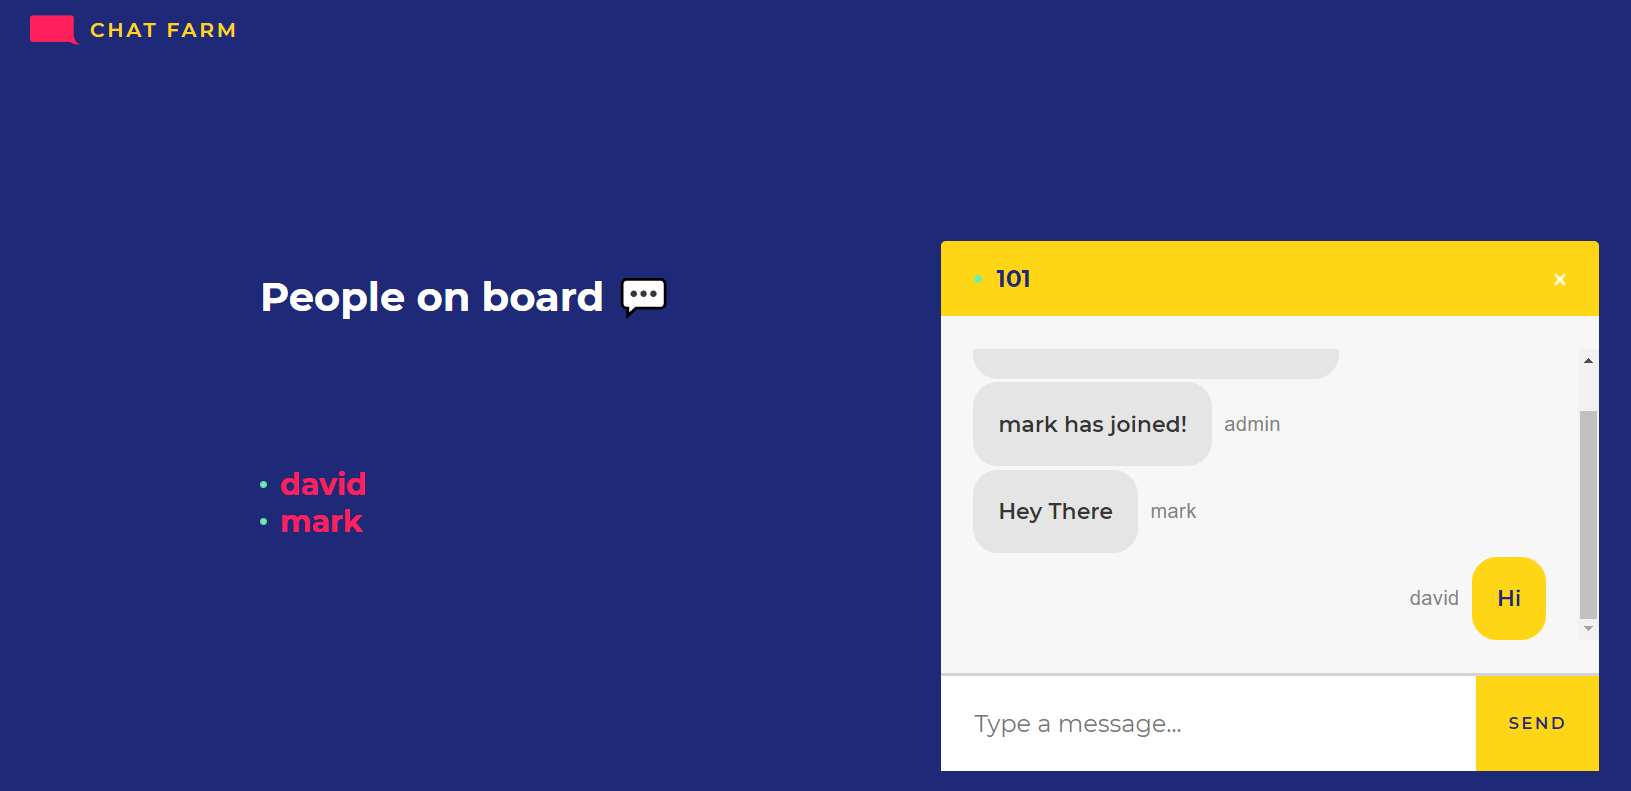 CHAT FARM
People on board
david
mark
101
×
mark has joined! admin
Hey There mark
david Hi
Type a message...
SEND